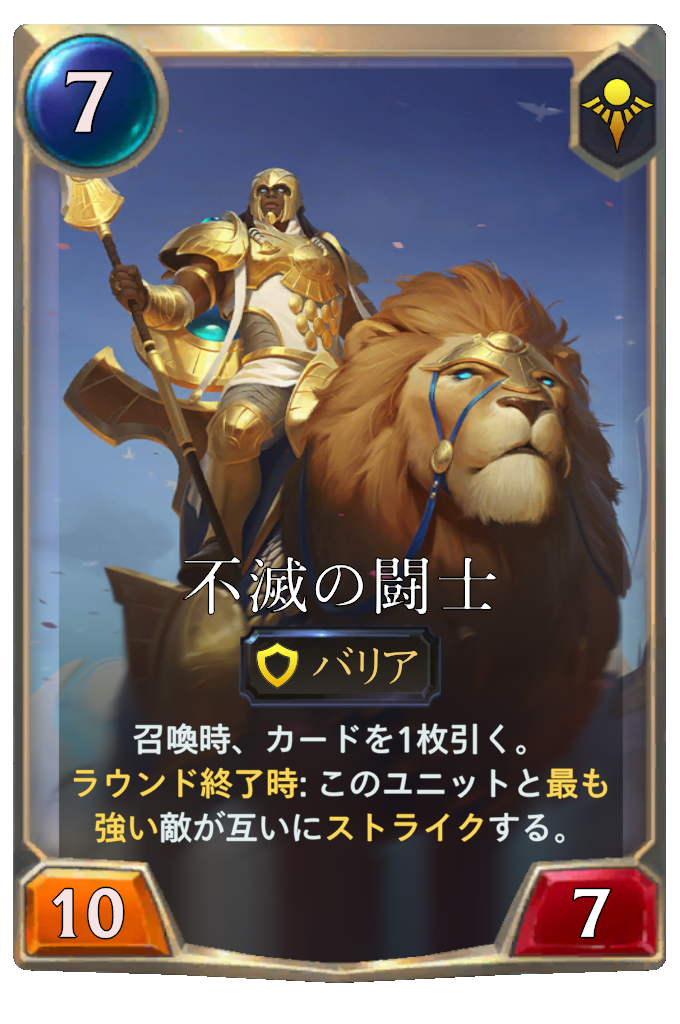 7
不滅の闘士
バリア
召喚時、カードを1枚引く。
ラウンド終了時: このユニットと最も
強い敵が互いにストライクする。
10
7